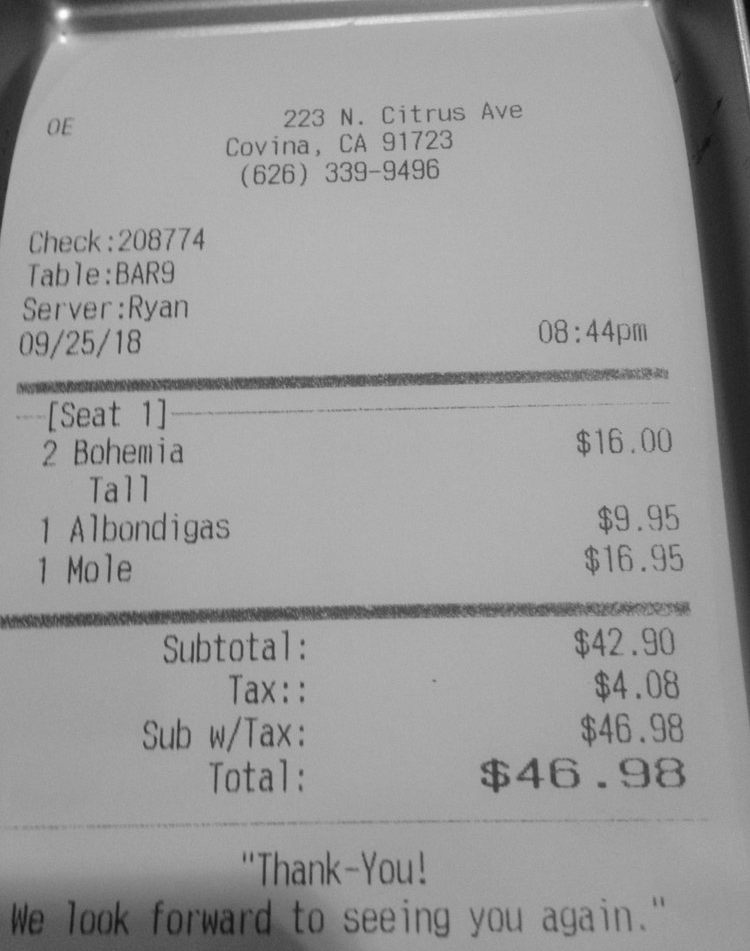 OE 223 N. Citrus Ave
Covina, CA 91723
(626) 339-9496
Check:208774
Table:BAR9
Server:Ryan
09/25/18 08:44pm
[Seat 1]
2 Bohemia $16.00
Tall
1 Albondigas $9.95
1 Mole $16.95
Subtotal: $42.90
Tax:: $4.08
Sub w/Tax: $46.98
Total: $46.98
"Thank-You!
We look forward to seeing you again."